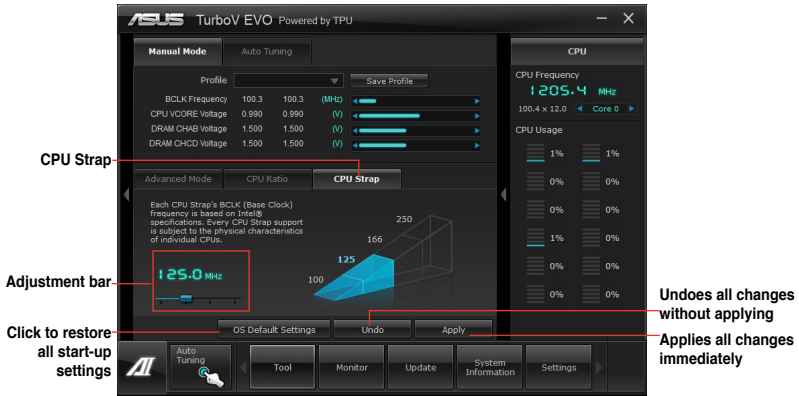 ASUS TurboV EVO Powered by TPU
Manual Mode Auto Tuning
Profile Save Profile
BCLK Frequency 100.3 100.3 (MHz)
CPU VCORE Voltage 0.990 0.990 (V)
DRAM CHAB Voltage 1.500 1.500 (V)
DRAM CHCD Voltage 1.500 1.500 (V)
CPU Strap
Advanced Mode CPU Ratio CPU Strap
Each CPU Strap's BCLK (Base Clock)
frequency is based on Intel®
specifications. Every CPU Strap support
is subject to the physical characteristics
of individual CPUs.
250
166
125
100
Adjustment bar
125.0 MHz
Click to restore
all start-up
settings
OS Default Settings Undo Apply
AI
Auto
Tuning
Tool Monitor Update System
Information Settings
CPU
CPU Frequency
1205.4 MHz
100.4 x 12.0 Core 0
CPU Usage
1% 1%
0% 0%
0% 0%
1% 0%
0% 0%
0% 0%
Undoes all changes
without applying
Applies all changes
immediately